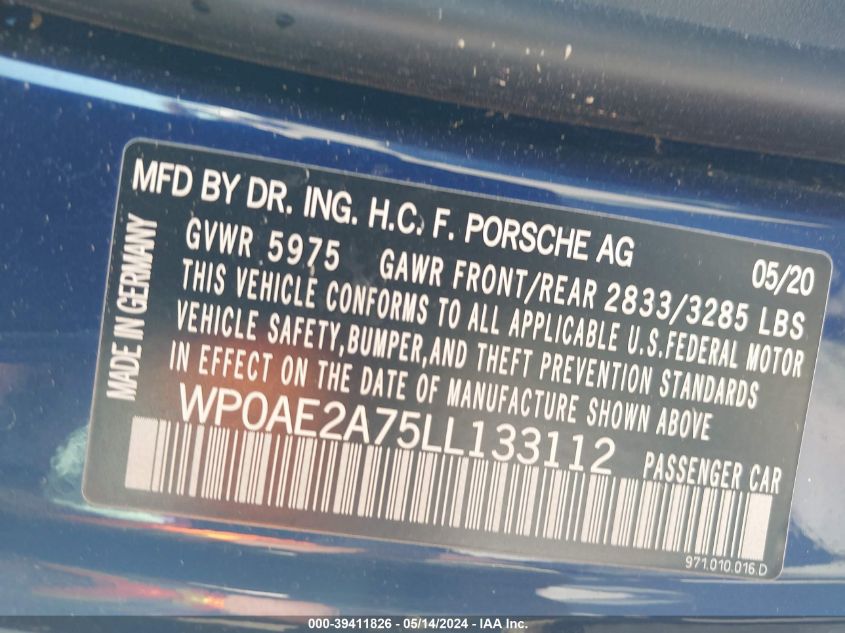 MFD BY DR. ING. H.C. F. PORSCHE AG
05/20
GVWR 5975 GAWR FRONT/REAR 2833/3285 LBS
THIS VEHICLE CONFORMS TO ALL APPLICABLE U.S.FEDERAL MOTOR
VEHICLE SAFETY,BUMPER,AND THEFT PREVENTION STANDARDS
IN EFFECT ON THE DATE OF MANUFACTURE SHOWN ABOVE
MADE IN GERMANY
WP0AE2A75LL133112
PASSENGER CAR
971.010.016.D
000-39411826 - 05/14/2024 - IAA Inc.